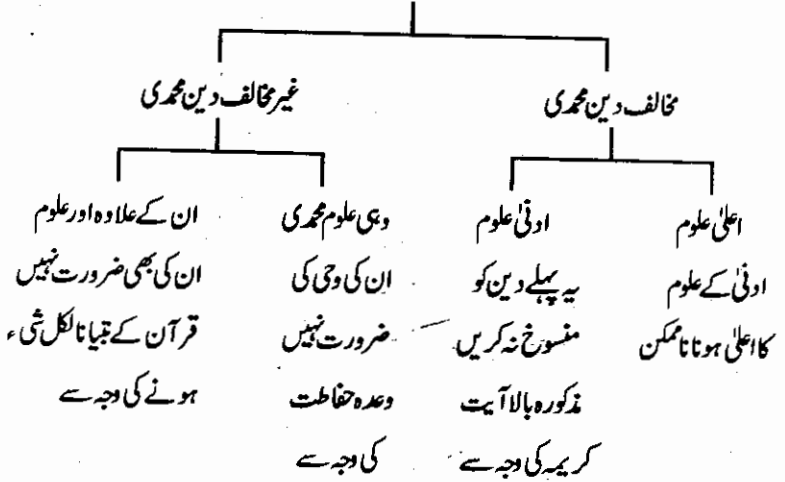 مخالف دین محمدی
غیر مخالف دین محمدی
اعلیٰ علوم
ادنیٰ کے علوم
کا اعلیٰ ہونا ناممکن
ادنیٰ علوم
یہ پہلے دین کو
منسوخ نہ کریں
مذکورہ بالا آیت
کریمہ کی وجہ سے
وہی علوم محمدی
ان کی وحی کی
ضرورت نہیں
وعدہ حفاظت
کی وجہ سے
ان کے علاوہ اور علوم
ان کی بھی ضرورت نہیں
قرآن کے تبیانا لکل شیء
ہونے کی وجہ سے